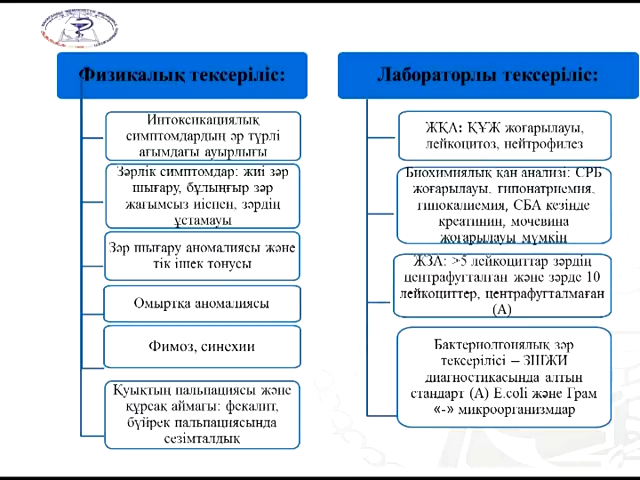 Физикалық тексеріліс:
Интоксикациялық
симптомдардың әр түрлі
ағымдағы ауырлығы
Зәрлік симптомдар: жиі зәр
шығару, бұлыңғыр зәр
жағымсыз иіспен, зәрдің
ұстамауы
Зәр шығару аномалиясы және
тік ішек тонусы
Омыртқа аномалиясы
Фимоз, синехии
Қуықтың пальпациясы және
құрсақ аймағы: фекалит,
бүйрек пальпациясында
сезімталдық
Лабораторлы тексеріліс:
ЖҚА: ҚҰЖ жоғарылауы,
лейкоцитоз, нейтрофилез
Биохимиялық қан анализі: СРБ
жоғарылауы, гипонатриемия,
гипокалиемия, СБА кезінде
креатинин, мочевина
жоғарылауы мүмкін
ЖЗА: >5 лейкоциттар зәрдің
центрафугталған және зәрде 10
лейкоциттер, центрафугталмаған
(А)
Бактериологиялық зәр
тексерілісі – ЗШЖИ
диагностикасында алтын
стандарт (А) E.coli және Грам
«-» микроорганизмдар